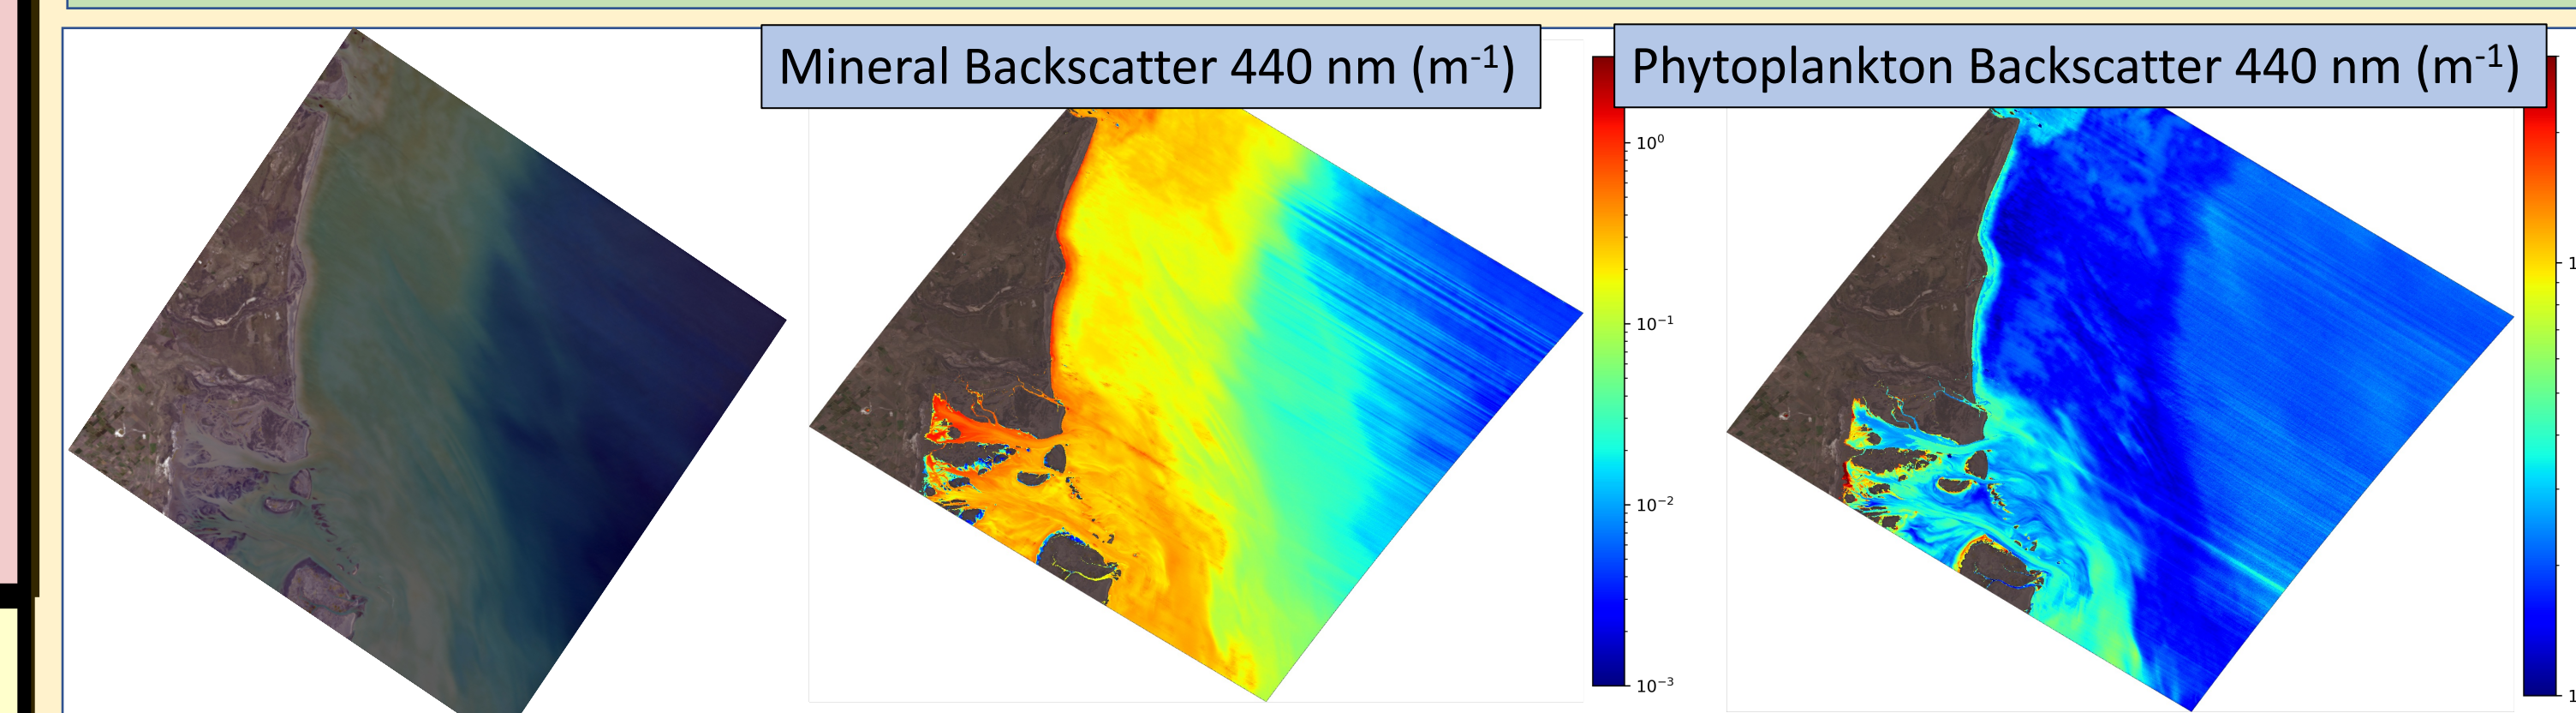 Mineral Backscatter 440 nm (m⁻¹)
Phytoplankton Backscatter 440 nm (m⁻¹)
10⁰
10⁻¹
10⁻²
10⁻³